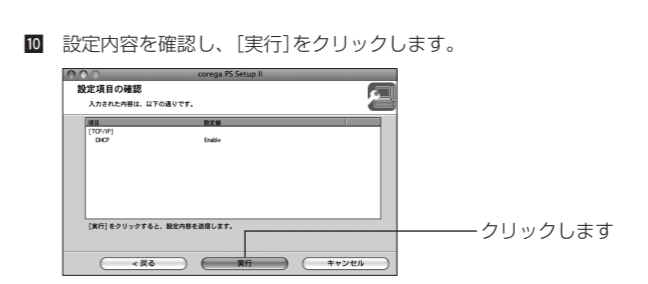 10 設定内容を確認し、[実行]をクリックします。
corega PS Setup II
設定項目の確認
入力された内容は、以下の通りです。
項目 設定値
[TCP/IP]
DHCP Enable
[実行] をクリックすると、設定内容を送信します。
クリックします
< 戻る 実行 キャンセル